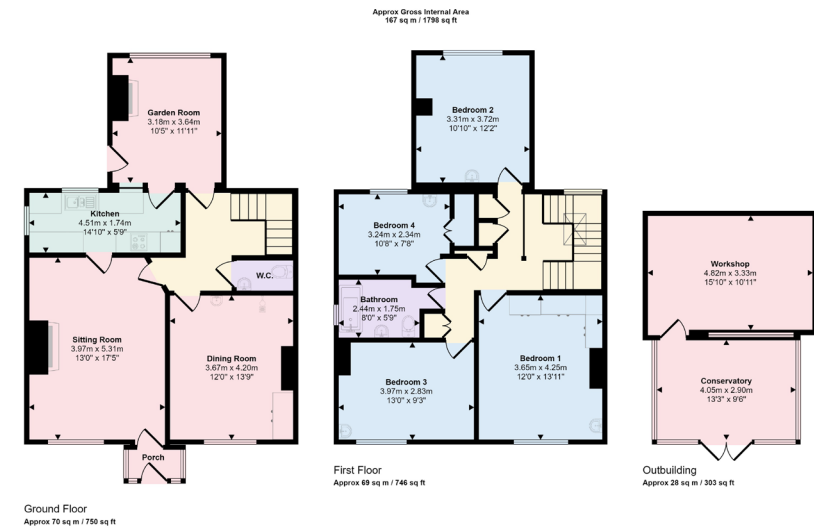 Approx Gross Internal Area
167 sq m / 1798 sq ft
Garden Room
3.18m x 3.64m
10'5" x 11'11"
Kitchen
4.51m x 1.74m
14'10" x 5'9"
W.C.
Sitting Room
3.97m x 5.31m
13'0" x 17'5"
Dining Room
3.67m x 4.20m
12'0" x 13'9"
Porch
Ground Floor
Approx 70 sq m / 750 sq ft
Bedroom 2
3.31m x 3.72m
10'10" x 12'2"
Bedroom 4
3.24m x 2.34m
10'8" x 7'8"
Bathroom
2.44m x 1.75m
8'0" x 5'9"
Bedroom 1
3.65m x 4.25m
12'0" x 13'11"
Bedroom 3
3.97m x 2.83m
13'0" x 9'3"
First Floor
Approx 69 sq m / 746 sq ft
Workshop
4.82m x 3.33m
15'10" x 10'11"
Conservatory
4.05m x 2.90m
13'3" x 9'6"
Outbuilding
Approx 28 sq m / 303 sq ft